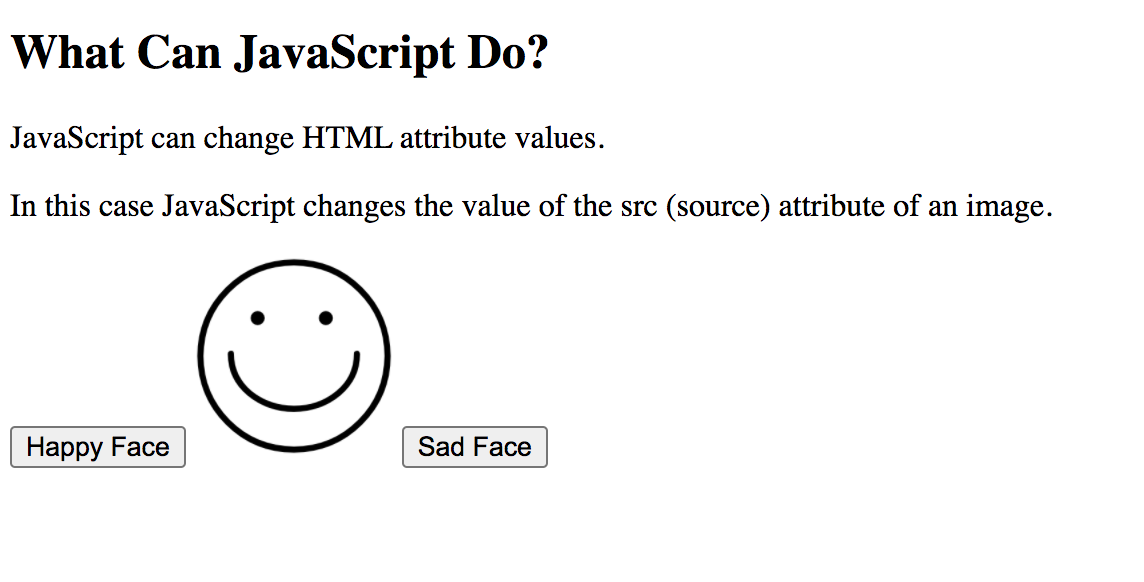 What Can JavaScript Do?
JavaScript can change HTML attribute values.
In this case JavaScript changes the value of the src (source) attribute of an image.
Happy Face
Sad Face